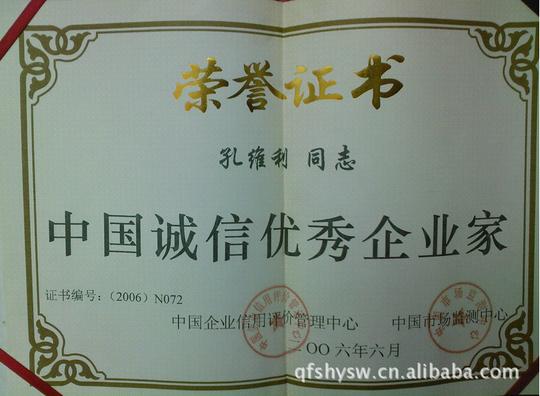 荣誉证书
孔维利 同志
中国诚信优秀企业家
证书编号：（2006）N072
中国企业信用评价管理中心 中国市场监测中心
二OO六年六月
qfshysw.cn.alibaba.com